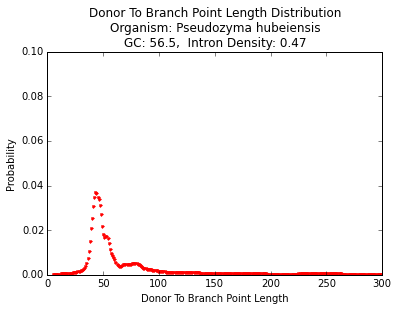 Donor To Branch Point Length Distribution
Organism: Pseudozyma hubeiensis
GC: 56.5,  Intron Density: 0.47
0.10
0.08
0.06
0.04
0.02
0.00
Probability
0 50 100 150 200 250 300
Donor To Branch Point Length